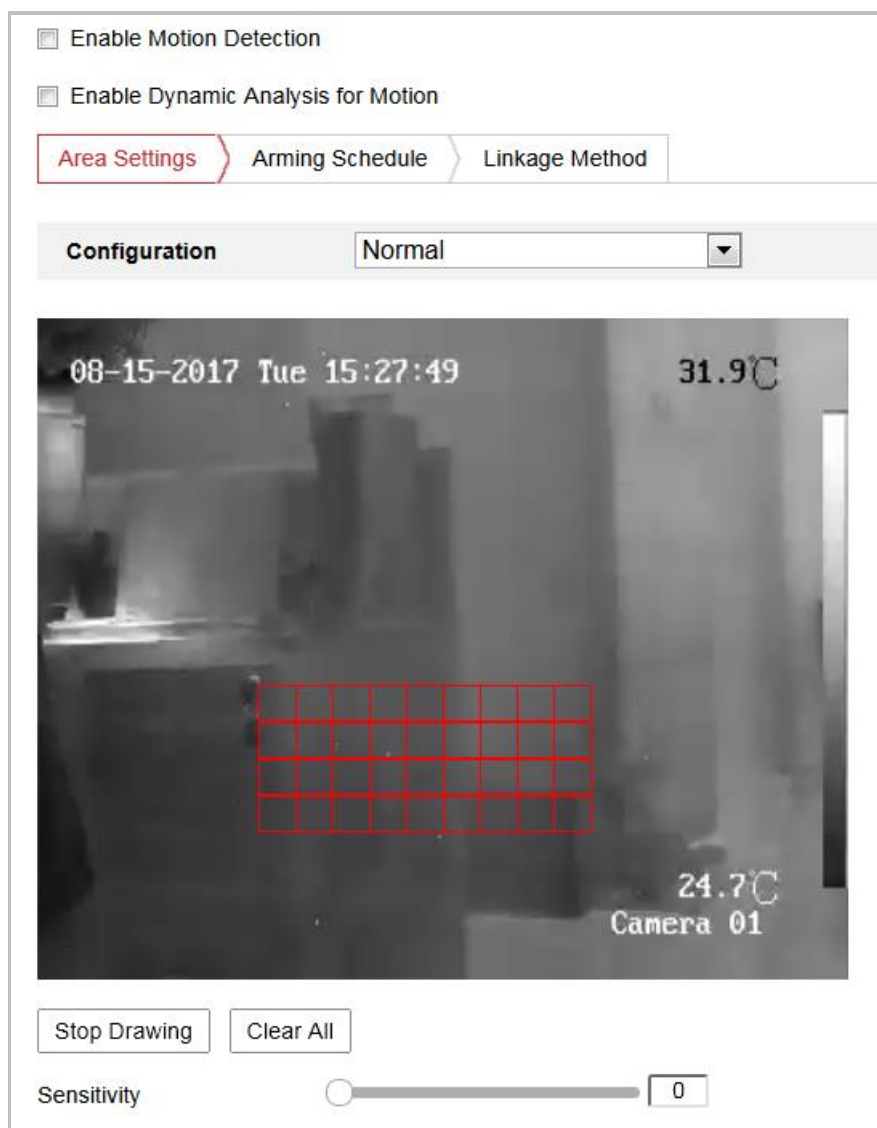 Enable Motion Detection
Enable Dynamic Analysis for Motion
Area Settings Arming Schedule Linkage Method
Configuration Normal
08-15-2017 Tue 15:27:49 31.9℃
24.7℃
Camera 01
Stop Drawing Clear All
Sensitivity 0